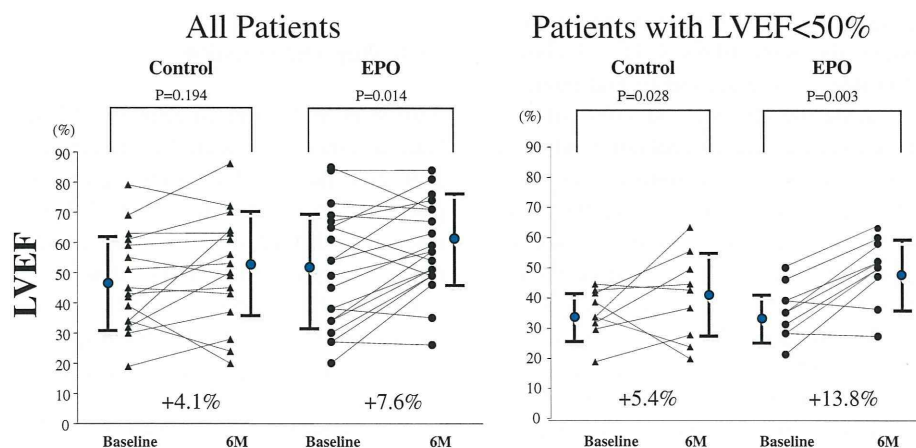 All Patients
Patients with LVEF<50%
Control
EPO
Control
EPO
P=0.194
P=0.014
P=0.028
P=0.003
(%)
(%)
90
80
70
60
50
40
30
20
10
0
90
80
70
60
50
40
30
20
10
0
LVEF
+4.1%
+7.6%
+5.4%
+13.8%
Baseline
6M
Baseline
6M
Baseline
6M
Baseline
6M